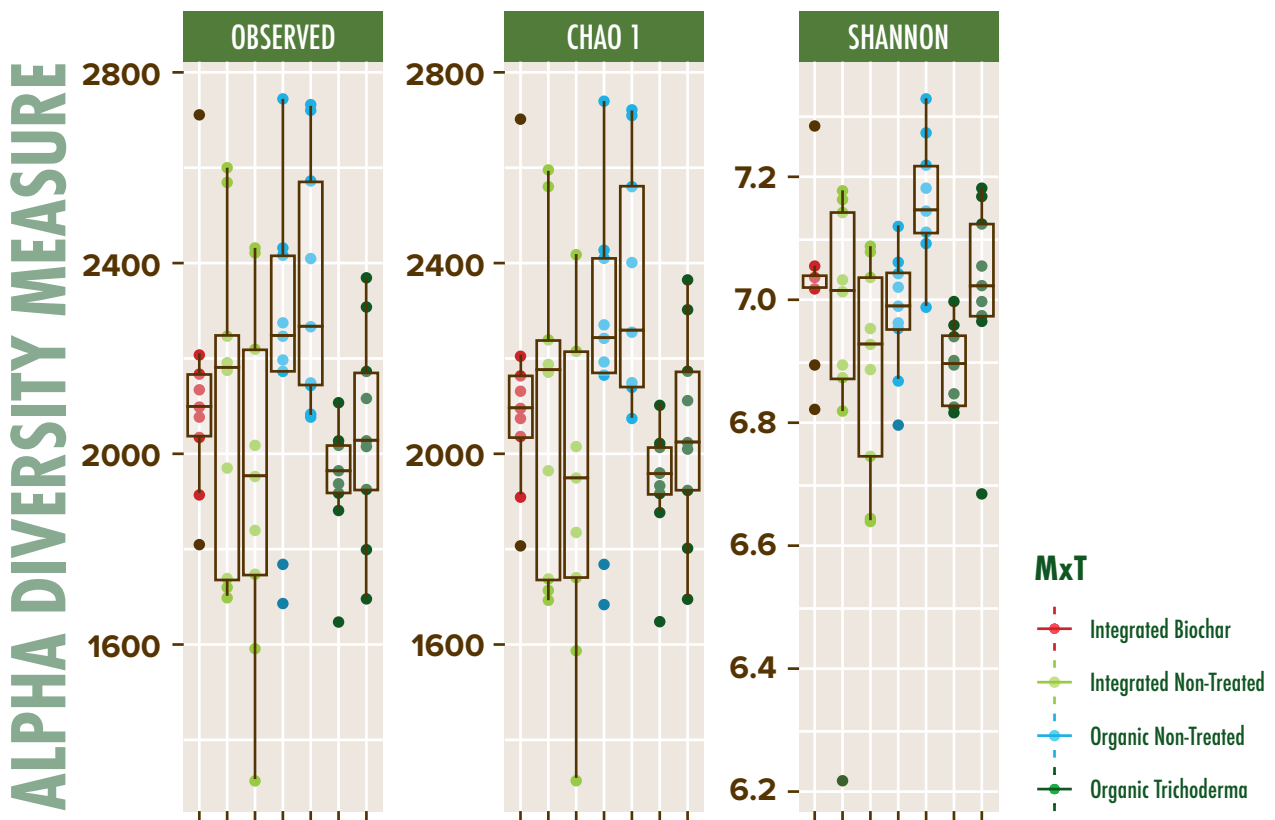 ALPHA DIVERSITY MEASURE
OBSERVED
2800
2400
2000
1600
CHAO 1
2800
2400
2000
1600
SHANNON
7.2
7.0
6.8
6.6
6.4
6.2
MxT
Integrated Biochar
Integrated Non-Treated
Organic Non-Treated
Organic Trichoderma